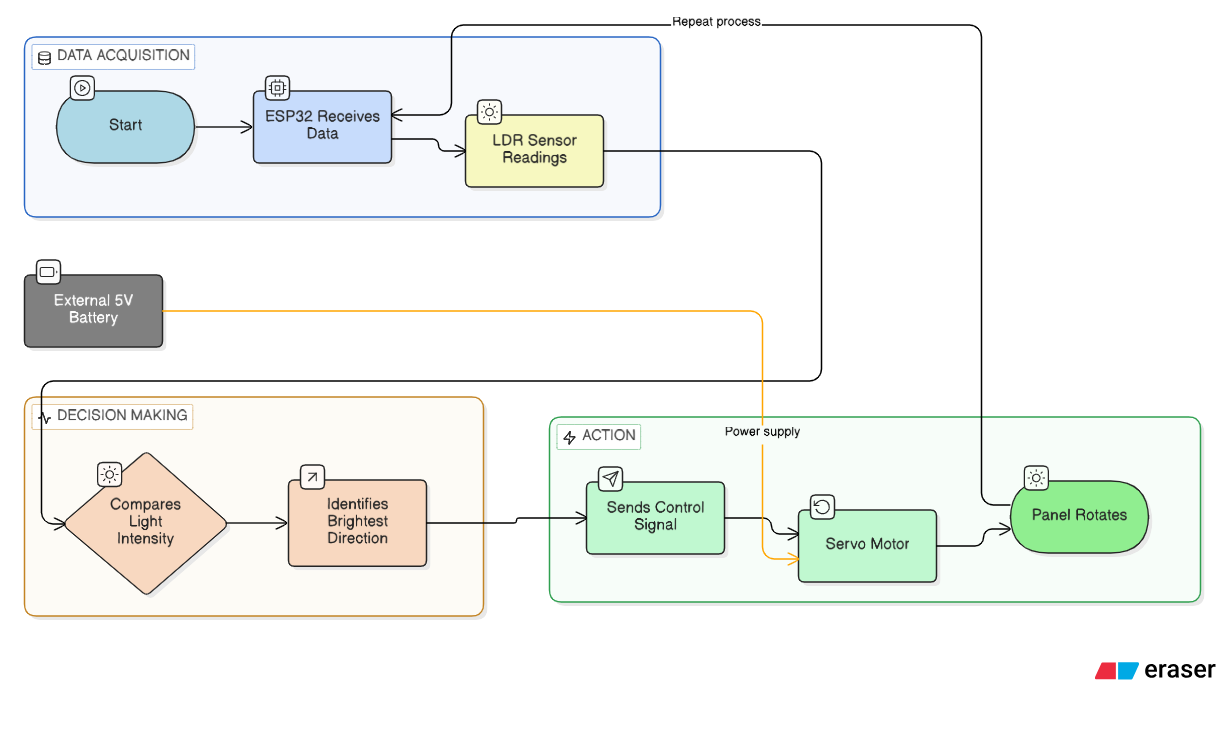 Repeat process
DATA ACQUISITION
Start
ESP32 Receives
Data
LDR Sensor
Readings
External 5V
Battery
DECISION MAKING
Compares
Light
Intensity
Identifies
Brightest
Direction
Power supply
ACTION
Sends Control
Signal
Servo Motor
Panel Rotates
eraser